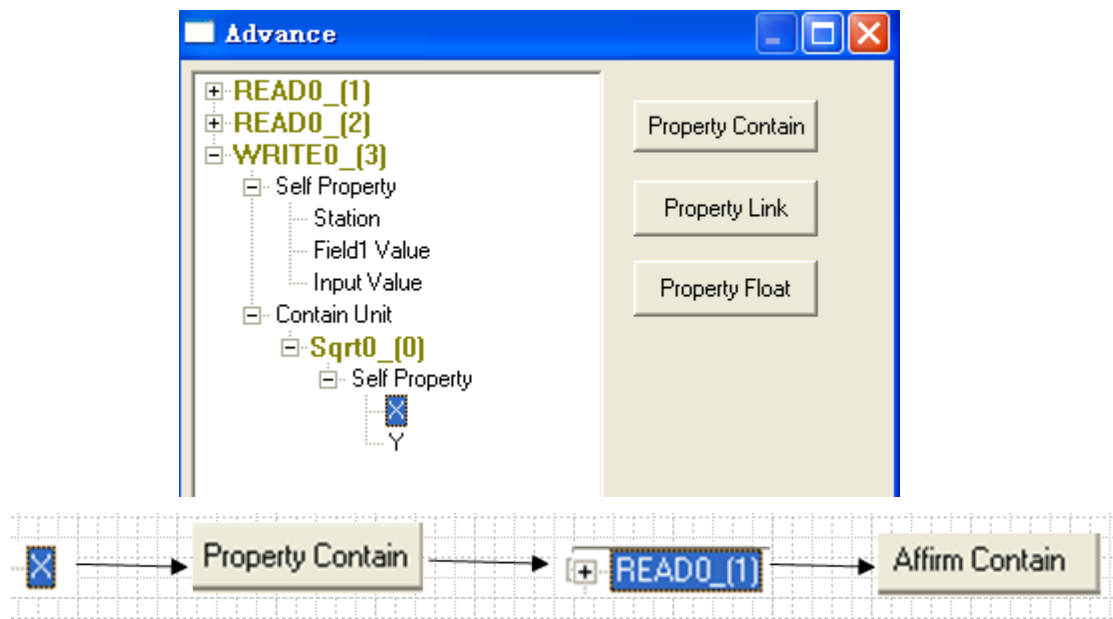 Advance
READ0_(1)
READ0_(2)
WRITE0_(3)
Self Property
Station
Field1 Value
Input Value
Contain Unit
Sqrt0_(0)
Self Property
X
Y
Property Contain
Property Link
Property Float
X Property Contain READ0_(1) Affirm Contain